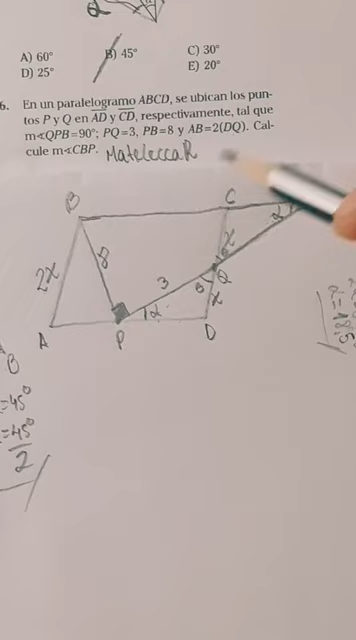 A) 60° B) 45° C) 30°
D) 25° E) 20°
6. En un paralelogramo ABCD, se ubican los pun-
tos P y Q en AD y CD, respectivamente, tal que
m∢QPB=90°; PQ=3, PB=8 y AB=2(DQ). Cal-
cule m∢CBP. MateleccaR
B C
2x 8 x α
3 θ Q
α θ x
A P D
B
=45°
=45°
2